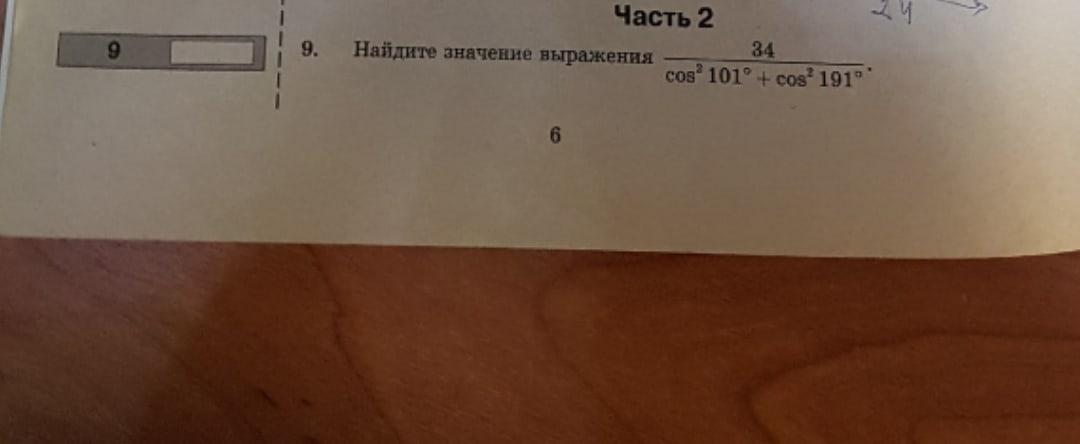 Часть 2
24
9
9. Найдите значение выражения 34 / cos² 101° + cos² 191°.
6